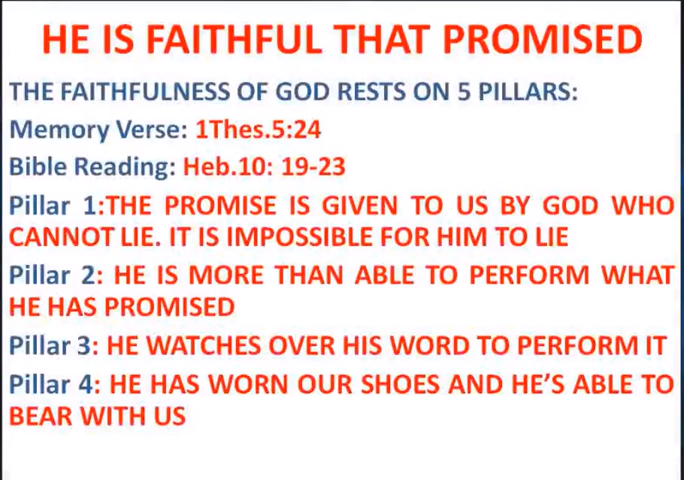 HE IS FAITHFUL THAT PROMISED
THE FAITHFULNESS OF GOD RESTS ON 5 PILLARS:
Memory Verse: 1Thes.5:24
Bible Reading: Heb.10: 19-23
Pillar 1:THE PROMISE IS GIVEN TO US BY GOD WHO
CANNOT LIE. IT IS IMPOSSIBLE FOR HIM TO LIE
Pillar 2: HE IS MORE THAN ABLE TO PERFORM WHAT
HE HAS PROMISED
Pillar 3: HE WATCHES OVER HIS WORD TO PERFORM IT
Pillar 4: HE HAS WORN OUR SHOES AND HE’S ABLE TO
BEAR WITH US